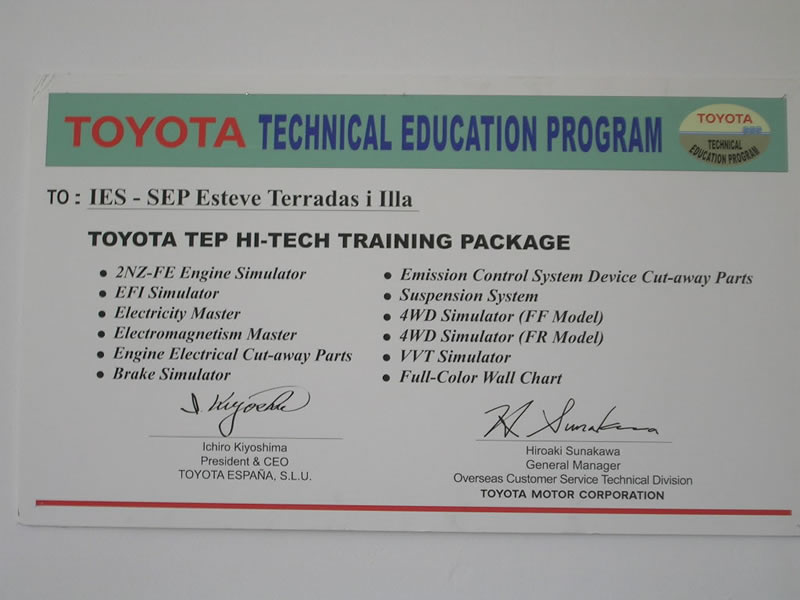 TOYOTA TECHNICAL EDUCATION PROGRAM
TOYOTA
TECHNICAL
EDUCATION PROGRAM
TO : IES - SEP Esteve Terradas i Illa
TOYOTA TEP HI-TECH TRAINING PACKAGE
• 2NZ-FE Engine Simulator
• EFI Simulator
• Electricity Master
• Electromagnetism Master
• Engine Electrical Cut-away Parts
• Brake Simulator
• Emission Control System Device Cut-away Parts
• Suspension System
• 4WD Simulator (FF Model)
• 4WD Simulator (FR Model)
• VVT Simulator
• Full-Color Wall Chart
I. Kiyoshima
Ichiro Kiyoshima
President & CEO
TOYOTA ESPAÑA, S.L.U.
H Sunakawa
Hiroaki Sunakawa
General Manager
Overseas Customer Service Technical Division
TOYOTA MOTOR CORPORATION